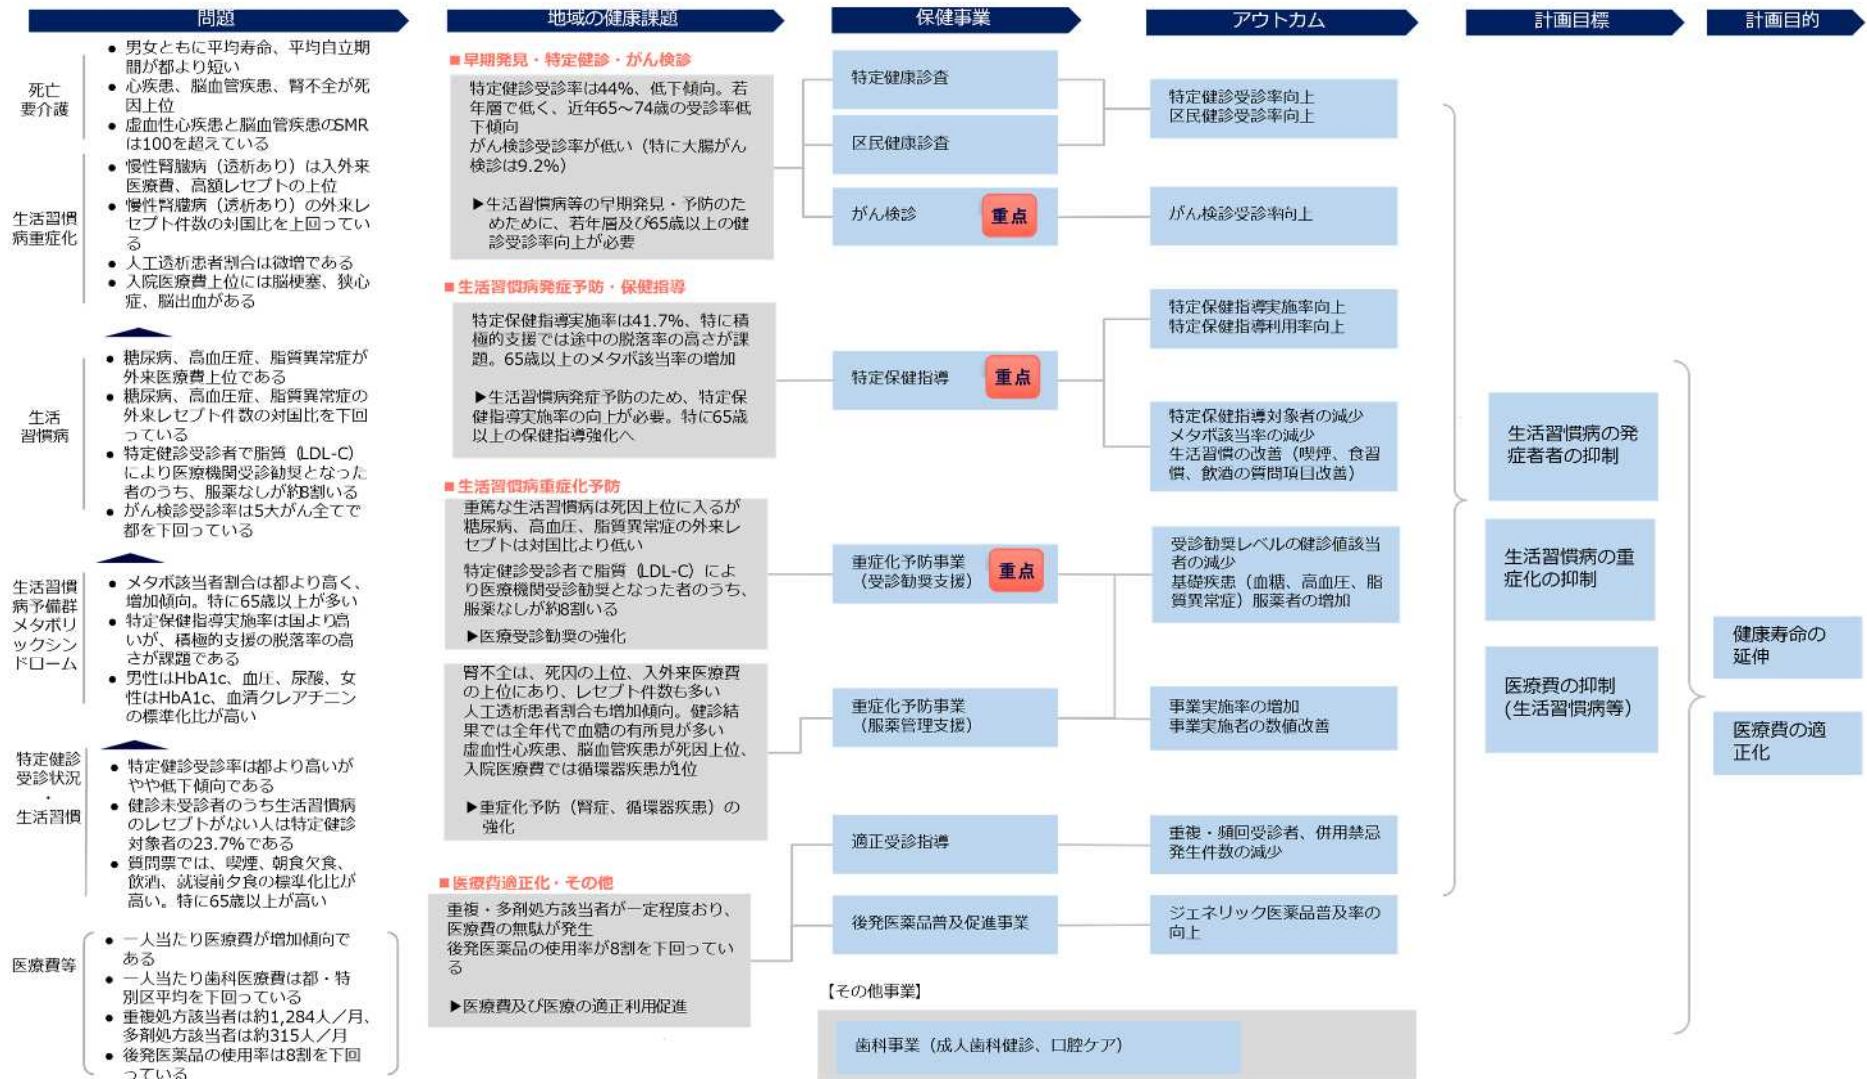 問題
地域の健康課題
保健事業
アウトカム
計画目標
計画目的
死亡
要介護
● 男女ともに平均寿命、平均自立期
間が都より短い
● 心疾患、脳血管疾患、腎不全が死
因上位
● 虚血性心疾患と脳血管疾患のSMR
は100を超えている
生活習慣
病重症化
● 慢性腎臓病（透析あり）は入外来
医療費、高額レセプトの上位
● 慢性腎臓病（透析あり）の外来レ
セプト件数の対国比を上回ってい
る
● 人工透析患者割合は微増である
● 入院医療費上位には脳梗塞、狭心
症、脳出血がある
生活
習慣病
● 糖尿病、高血圧症、脂質異常症が
外来医療費上位である
● 糖尿病、高血圧症、脂質異常症の
外来レセプト件数の対国比を下回
っている
● 特定健診受診者で脂質（LDL-C）
により医療機関受診勧奨となった
者のうち、服薬なしが約8割いる
● がん検診受診率は5大がん全てで
都を下回っている
生活習慣
病予備群
メタボリ
ックシン
ドローム
● メタボ該当者割合は都より高く、
増加傾向。特に65歳以上が多い
● 特定保健指導実施率は国より高
いが、積極的支援の脱落率の高
さが課題である
● 男性はHbA1c、血圧、尿酸、女
性はHbA1c、血清クレアチニン
の標準化比が高い
特定健診
受診状況
・
生活習慣
● 特定健診受診率は都より高いが
やや低下傾向である
● 健診未受診者のうち生活習慣病
のレセプトがない人は特定健診
対象者の23.7%である
● 質問票では、喫煙、朝食欠食、
飲酒、就寝前夕食の標準化比が
高い。特に65歳以上が高い
医療費等
● 一人当たり医療費が増加傾向で
ある
● 一人当たり歯科医療費は都・特
別区平均を下回っている
● 重複処方該当者は約1,284人／月、
多剤処方該当者は約315人／月
● 後発医薬品の使用率は8割を下回
っている
■早期発見・特定健診・がん検診
特定健診受診率は44%、低下傾向。若
年層で低く、近年65～74歳の受診率低
下傾向
がん検診受診率が低い（特に大腸がん
検診は9.2%）
▶生活習慣病等の早期発見・予防のた
めために、若年層及び65歳以上の健
診受診率向上が必要
■生活習慣病発症予防・保健指導
特定保健指導実施率は41.7%、特に積
極的支援では途中の脱落率の高さが課
題。65歳以上のメタボ該当率の増加
▶生活習慣病発症予防のため、特定保
健指導実施率の向上が必要。特に65歳
以上の保健指導強化へ
■生活習慣病重症化予防
重篤な生活習慣病は死因上位に入るが
糖尿病、高血圧、脂質異常症の外来レ
セプトは対国比より低い
特定健診受診者で脂質（LDL-C）によ
り医療機関受診勧奨となった者のうち、
服薬なしが約8割いる
▶医療受診勧奨の強化
腎不全は、死因の上位、入外来医療費
の上位にあり、レセプト件数も多い
人工透析患者割合も増加傾向。健診結
果では全年代で血糖の有所見が多い
虚血性心疾患、脳血管疾患が死因上位、
入院医療費では循環器疾患が1位
▶重症化予防（腎症、循環器疾患）の
強化
■医療費適正化・その他
重複・多剤処方該当者が一定程度おり、
医療費の無駄が発生
後発医薬品の使用率が8割を下回ってい
る
▶医療費及び医療の適正利用促進
特定健康診査
区民健康診査
がん検診
重点
特定保健指導
重点
重症化予防事業
（受診勧奨支援）
重点
重症化予防事業
（服薬管理支援）
適正受診指導
後発医薬品普及促進事業
【その他事業】
歯科事業（成人歯科健診、口腔ケア）
特定健診受診率向上
区民健診受診率向上
がん検診受診率向上
特定保健指導実施率向上
特定保健指導利用率向上
特定保健指導対象者の減少
メタボ該当率の減少
生活習慣の改善（喫煙、食習
慣、飲酒の質問項目改善）
受診勧奨レベルの健診値該当
者の減少
基礎疾患（血糖、高血圧、脂
質異常症）服薬者の増加
事業実施率の増加
事業実施者の数値改善
重複・頻回受診者、併用禁忌
発生件数の減少
ジェネリック医薬品普及率の
向上
生活習慣病の発
症者者の抑制
生活習慣病の重
症化の抑制
医療費の抑制
(生活習慣病等)
健康寿命の
延伸
医療費の適
正化